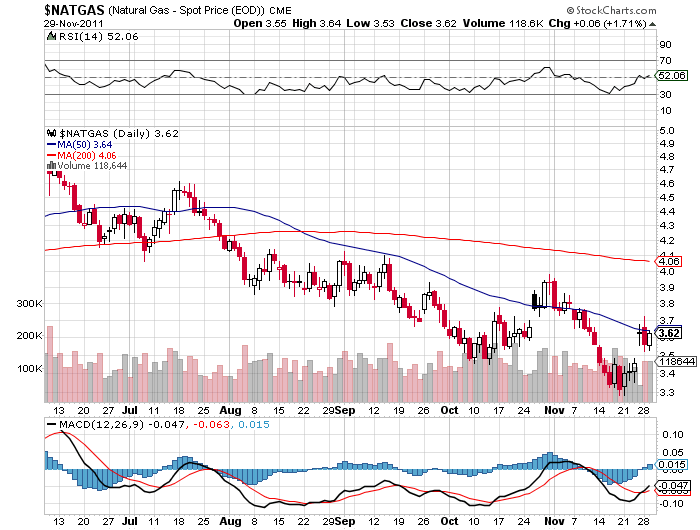 $NATGAS (Natural Gas - Spot Price (EOD)) CME © StockCharts.com
29-Nov-2011 Open 3.55 High 3.64 Low 3.53 Close 3.62 Volume 118.6K Chg +0.06 (+1.71%)
RSI(14) 52.06
90
70
52.06
30
10
$NATGAS (Daily) 3.62
MA(50) 3.64
MA(200) 4.06
Volume 118,644
5.0
4.9
4.8
4.7
4.6
4.5
4.4
4.3
4.2
4.1
4.06
4.0
3.9
3.8
3.7
3.62
3.5
118644
3.4
3.3
300K
200K
100K
13 20 27 Jul 11 18 25 Aug 8 15 22 29 Sep 12 19 26 Oct 10 17 24 Nov 7 14 21 28
MACD(12,26,9) -0.047, -0.063, 0.015
0.10
0.05
0.00
-0.10
0.015
-0.047
13 20 27 Jul 11 18 25 Aug 8 15 22 29 Sep 12 19 26 Oct 10 17 24 Nov 7 14 21 28